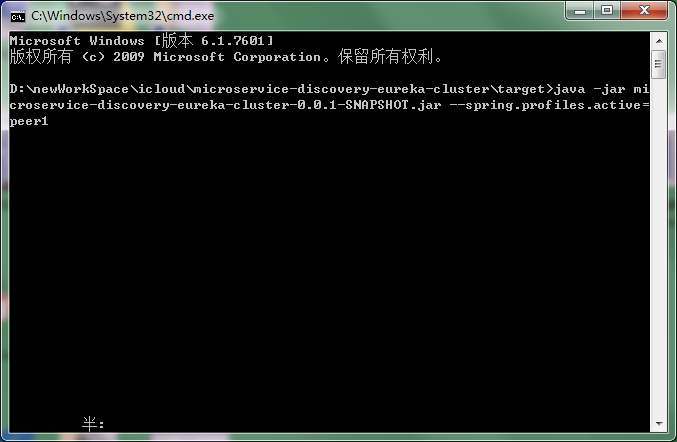 C:\Windows\System32\cmd.exe
Microsoft Windows [版本 6.1.7601]
版权所有 (c) 2009 Microsoft Corporation。保留所有权利。
D:\newWorkSpace\icloud\microservice-discovery-eureka-cluster\target>java -jar mi
croservice-discovery-eureka-cluster-0.0.1-SNAPSHOT.jar --spring.profiles.active=
peer1
半: